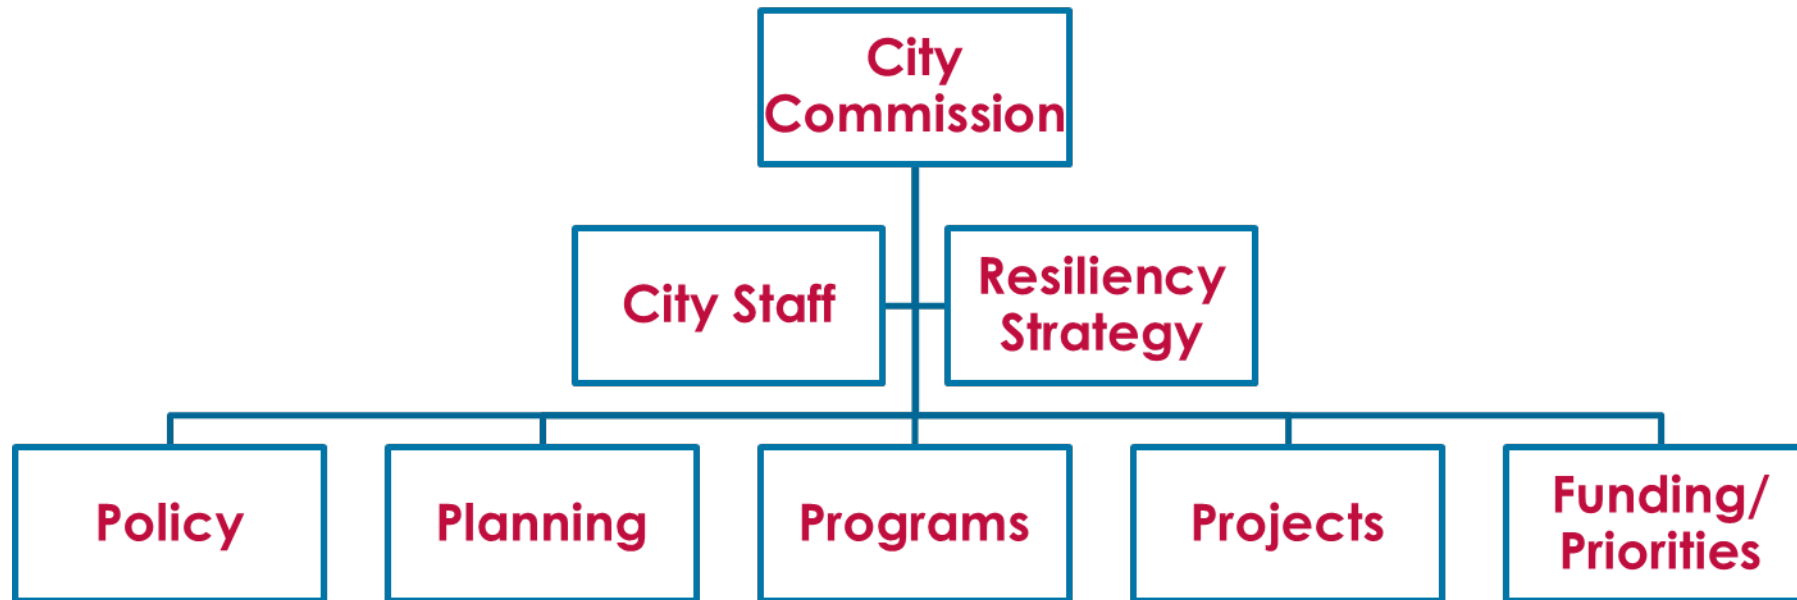 City
Commission
City Staff
Resiliency
Strategy
Policy
Planning
Programs
Projects
Funding/
Priorities